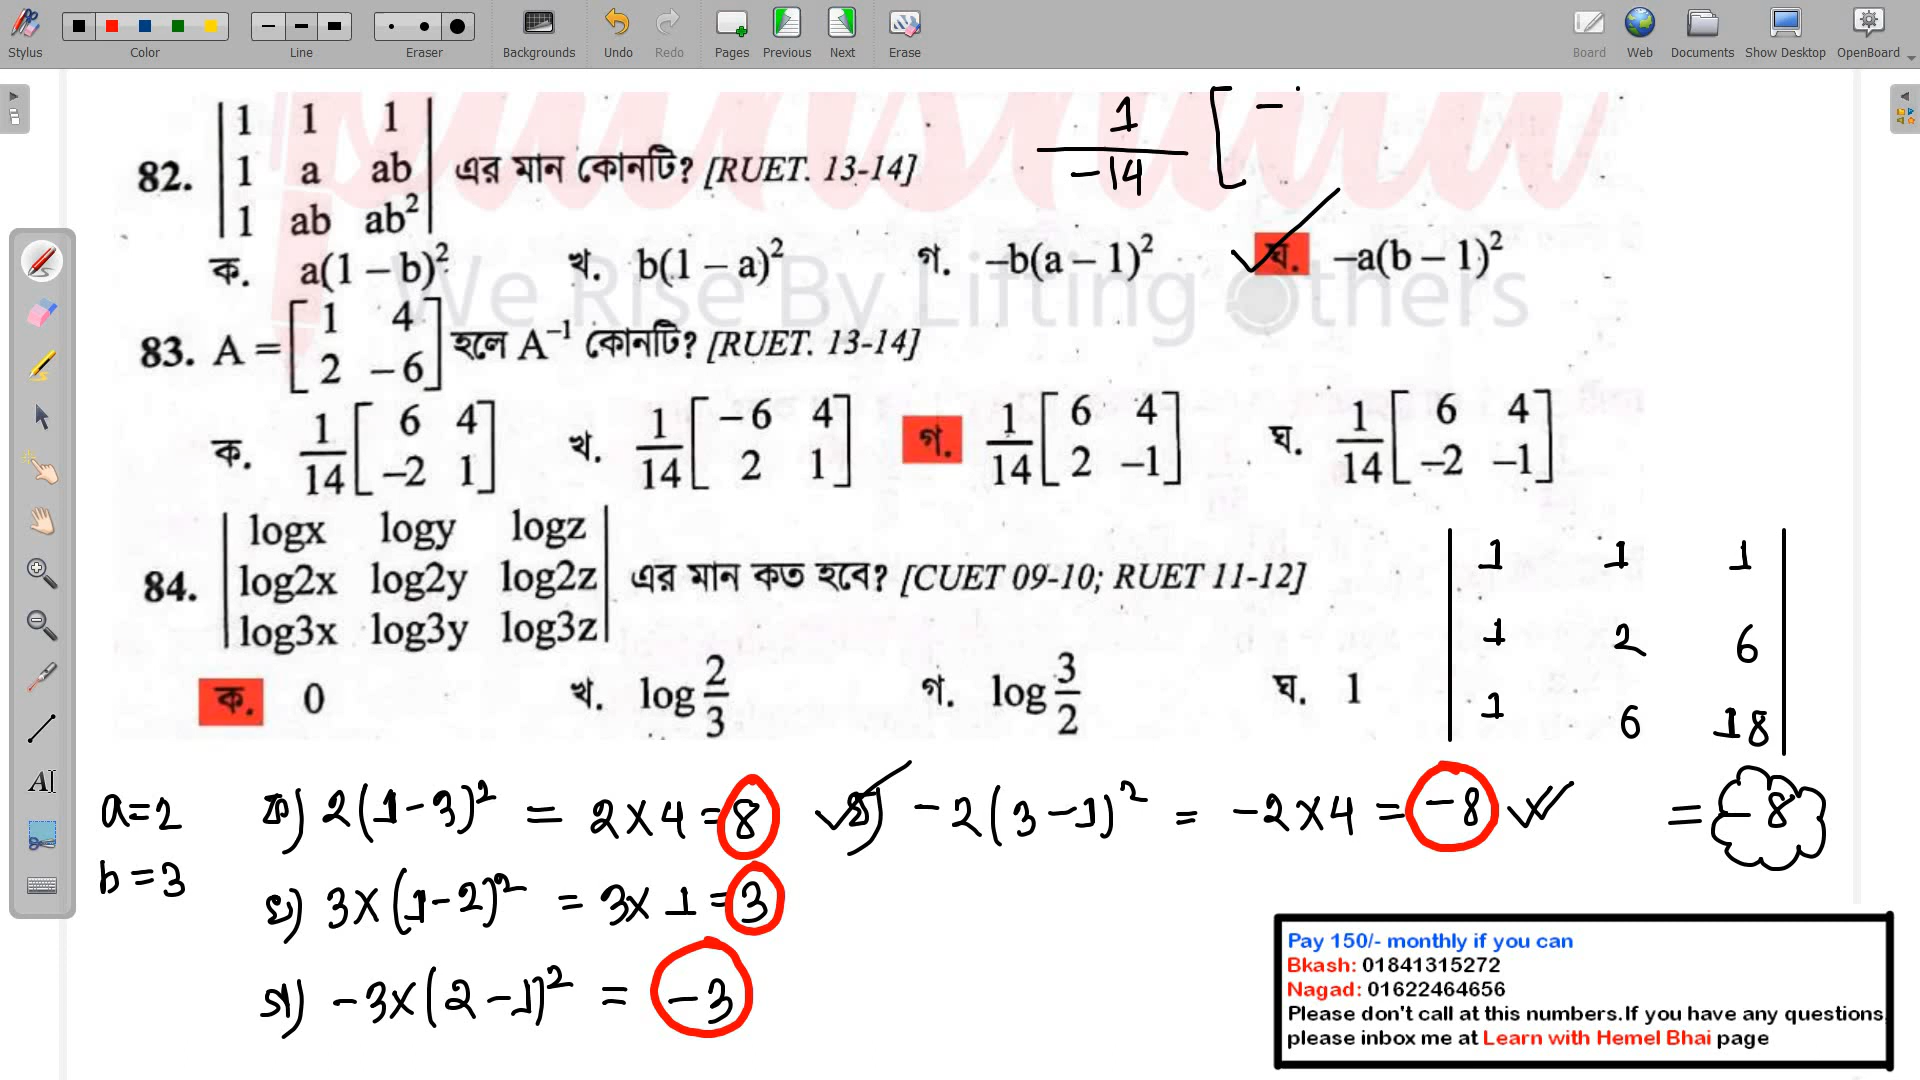 Stylus Color Line Eraser Backgrounds Undo Redo Pages Previous Next Erase Board Web Documents Show Desktop OpenBoard
1 1 1
82. 1 a ab এর মান কোনটি? [RUET. 13-14]
1 ab ab²
1/-14 [ -
ক. a(1 – b)² খ. b(1 – a)² গ. –b(a – 1)² ঘ. –a(b – 1)²
We Rise By Lifting Others
83. A = [1 4; 2 –6] হলে A⁻¹ কোনটি? [RUET. 13-14]
ক. 1/14 [6 4; –2 1] খ. 1/14 [–6 4; 2 1] গ. 1/14 [6 4; 2 –1] ঘ. 1/14 [6 4; –2 –1]
logx logy logz
84. log2x log2y log2z এর মান কত হবে? [CUET 09-10; RUET 11-12]
log3x log3y log3z
ক. 0 খ. log 2/3 গ. log 3/2 ঘ. 1
1 1 1
1 2 6
1 6 18
= -8
a=2 ক) 2(1-3)² = 2×4 = 8 ঘ) -2(3-1)² = -2×4 = -8
b=3 খ) 3×(1-2)² = 3×1 = 3
গ) -3×(2-1)² = -3
Pay 150/- monthly if you can
Bkash: 01841315272
Nagad: 01622464656
Please don't call at this numbers.If you have any questions,
please inbox me at Learn with Hemel Bhai page